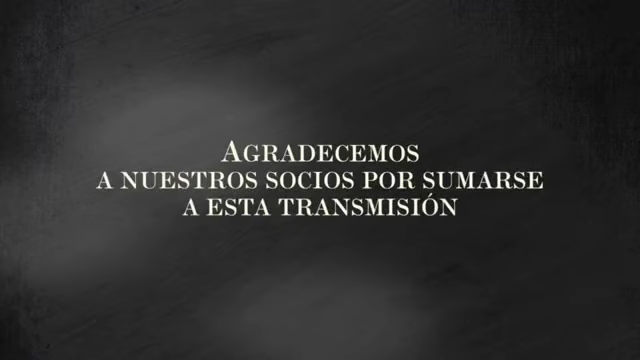 Agradecemos
a nuestros socios por sumarse
a esta transmisión